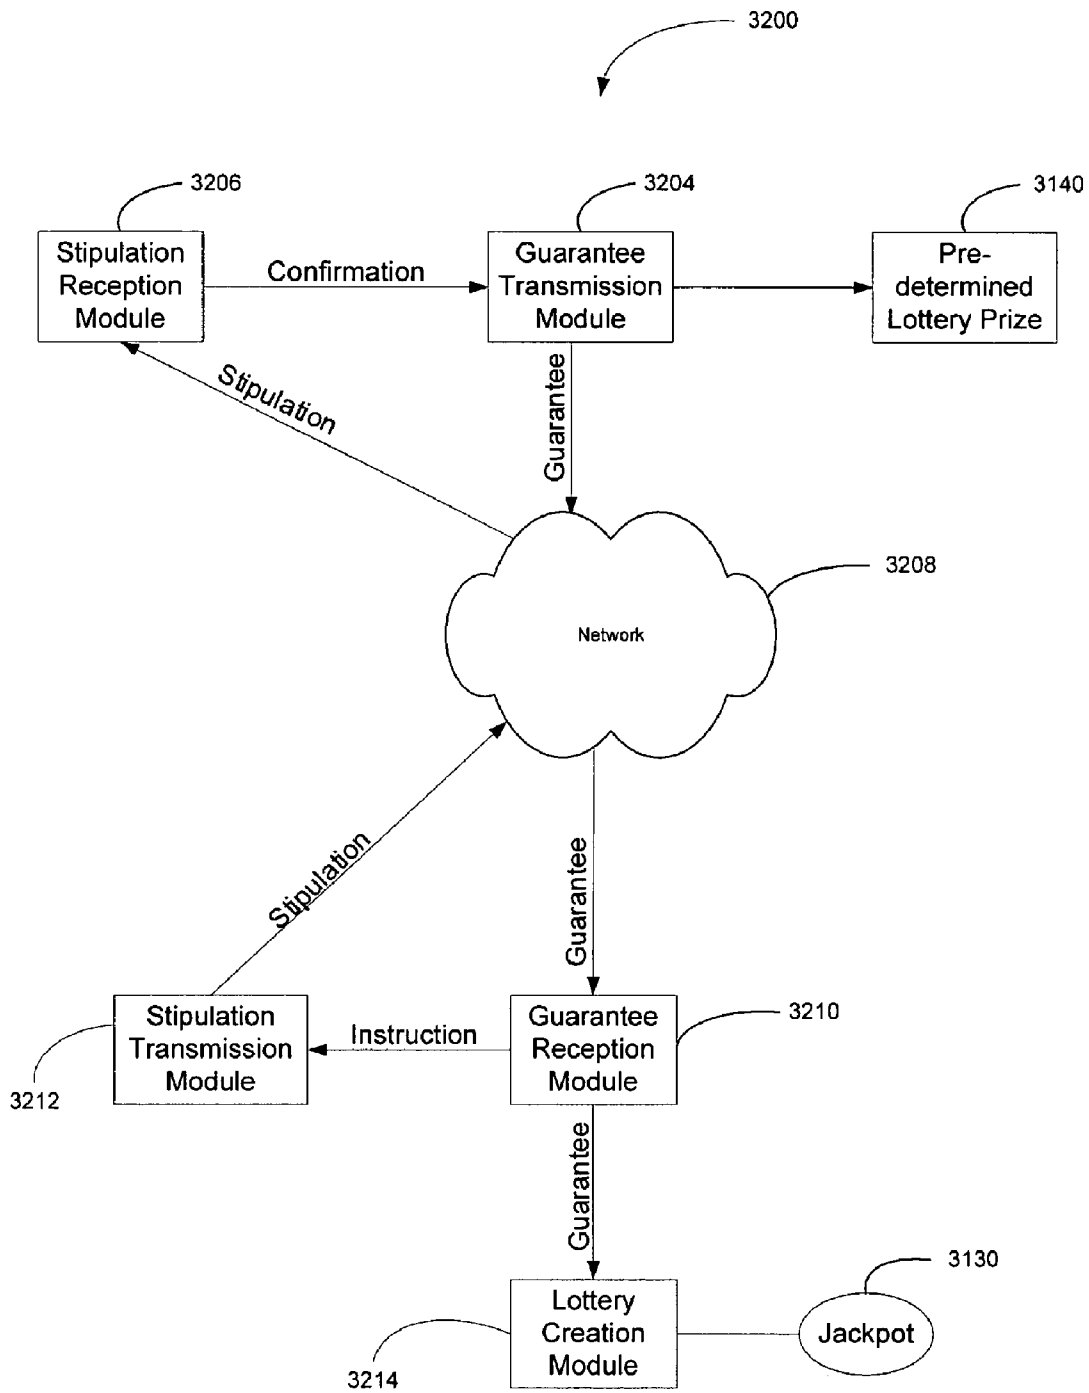 3200
3206
3204
3140
Stipulation
Reception
Module
Confirmation
Guarantee
Transmission
Module
Pre-
determined
Lottery Prize
Stipulation
Guarantee
3208
Network
Stipulation
Guarantee
3210
Stipulation
Transmission
Module
Instruction
Guarantee
Reception
Module
3212
Guarantee
3130
Lottery
Creation
Module
Jackpot
3214